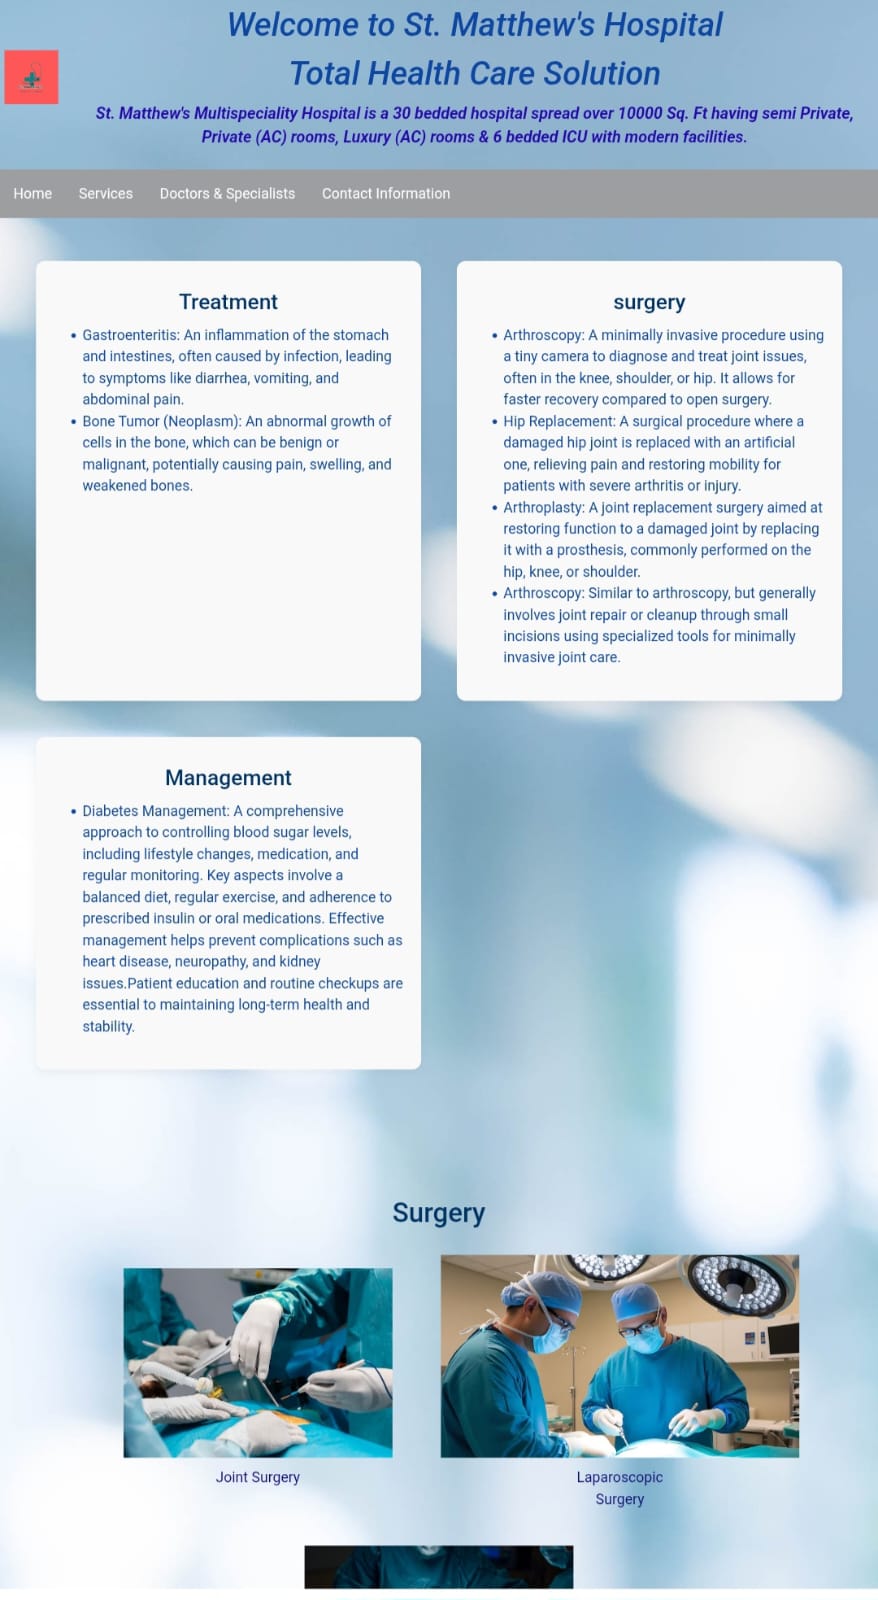 Welcome to St. Matthew's Hospital
Total Health Care Solution
St. Matthew's Multispeciality Hospital is a 30 bedded hospital spread over 10000 Sq. Ft having semi Private,
Private (AC) rooms, Luxury (AC) rooms & 6 bedded ICU with modern facilities.
Home Services Doctors & Specialists Contact Information
Treatment
• Gastroenteritis: An inflammation of the stomach
and intestines, often caused by infection, leading
to symptoms like diarrhea, vomiting, and
abdominal pain.
• Bone Tumor (Neoplasm): An abnormal growth of
cells in the bone, which can be benign or
malignant, potentially causing pain, swelling, and
weakened bones.
surgery
• Arthroscopy: A minimally invasive procedure using
a tiny camera to diagnose and treat joint issues,
often in the knee, shoulder, or hip. It allows for
faster recovery compared to open surgery.
• Hip Replacement: A surgical procedure where a
damaged hip joint is replaced with an artificial
one, relieving pain and restoring mobility for
patients with severe arthritis or injury.
• Arthroplasty: A joint replacement surgery aimed at
restoring function to a damaged joint by replacing
it with a prosthesis, commonly performed on the
hip, knee, or shoulder.
• Arthroscopy: Similar to arthroscopy, but generally
involves joint repair or cleanup through small
incisions using specialized tools for minimally
invasive joint care.
Management
• Diabetes Management: A comprehensive
approach to controlling blood sugar levels,
including lifestyle changes, medication, and
regular monitoring. Key aspects involve a
balanced diet, regular exercise, and adherence to
prescribed insulin or oral medications. Effective
management helps prevent complications such as
heart disease, neuropathy, and kidney
issues.Patient education and routine checkups are
essential to maintaining long-term health and
stability.
Surgery
Joint Surgery
Laparoscopic
Surgery